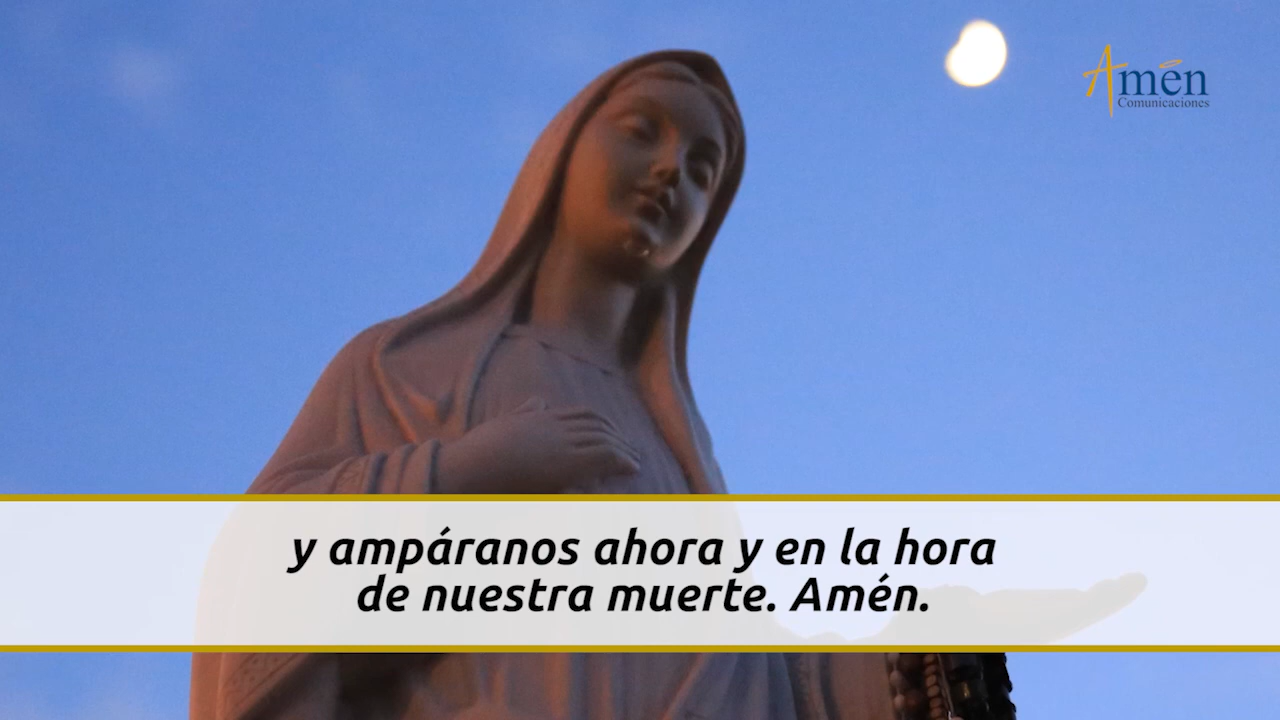 Amén
Comunicaciones
y ampáranos ahora y en la hora
de nuestra muerte. Amén.